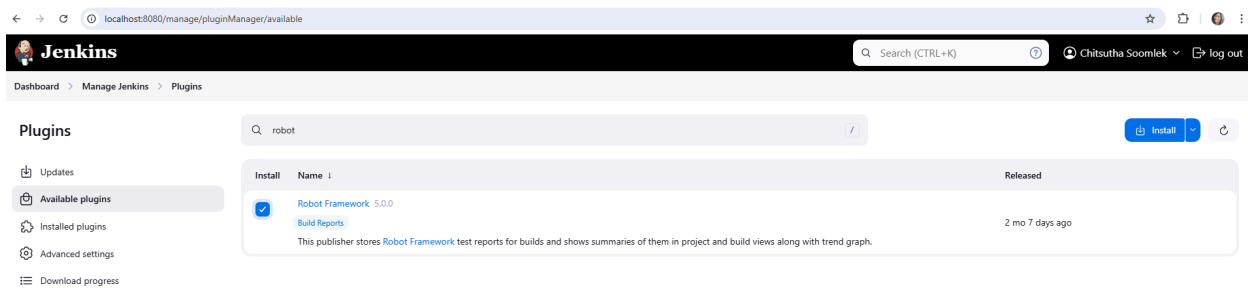 localhost:8080/manage/pluginManager/available
Jenkins
Search (CTRL+K)
?
Chitsutha Soomlek
log out
Dashboard > Manage Jenkins > Plugins
Plugins
robot
/
Install
Updates
Available plugins
Installed plugins
Advanced settings
Download progress
Install Name ↓ Released
Robot Framework 5.0.0
Build Reports
2 mo 7 days ago
This publisher stores Robot Framework test reports for builds and shows summaries of them in project and build views along with trend graph.